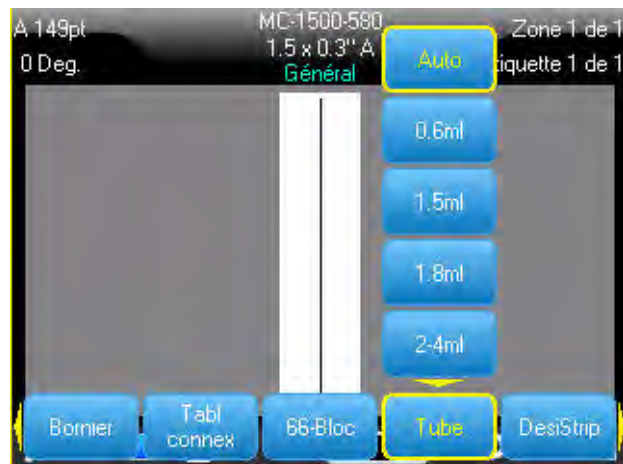 A 149pt
MC-1500-580
Zone 1 de 1
0 Deg.
1.5 x 0.3" A
iquette 1 de 1
Général
Auto
0.6ml
1.5ml
1.8ml
2-4ml
Bornier
Tabl
connex
66-Bloc
Tube
DesiStrip